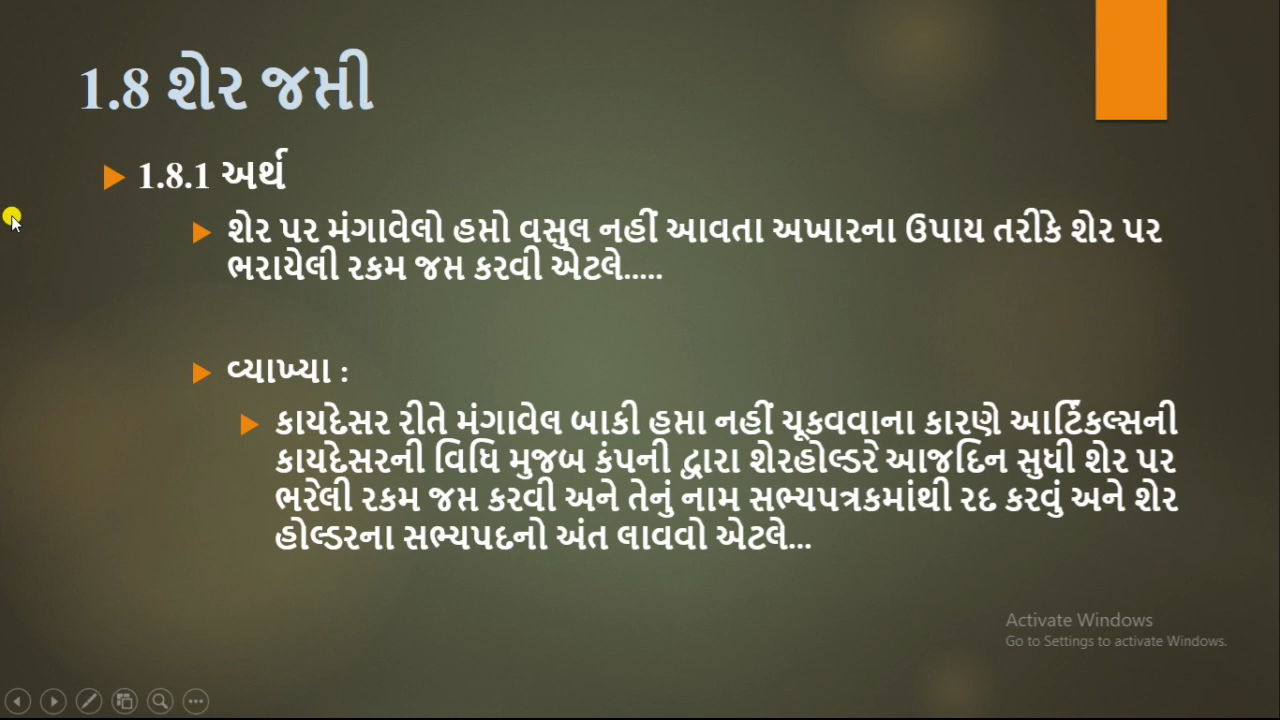 1.8 શેર જપ્તી
1.8.1 અર્થ
શેર પર મંગાવેલો હપ્તો વસુલ નહીં આવતા અખારના ઉપાય તરીકે શેર પર
ભરાયેલી રકમ જપ્ત કરવી એટલે.....
વ્યાખ્યા :
કાયદેસર રીતે મંગાવેલ બાકી હપ્તા નહીં ચૂકવવાના કારણે આર્ટિકલ્સની
કાયદેસરની વિધિ મુજબ કંપની દ્વારા શેરહોલ્ડરે આજદિન સુધી શેર પર
ભરેલી રકમ જપ્ત કરવી અને તેનું નામ સભ્યપત્રકમાંથી રદ કરવું અને શેર
હોલ્ડરના સભ્યપદનો અંત લાવવો એટલે...
Activate Windows
Go to Settings to activate Windows.